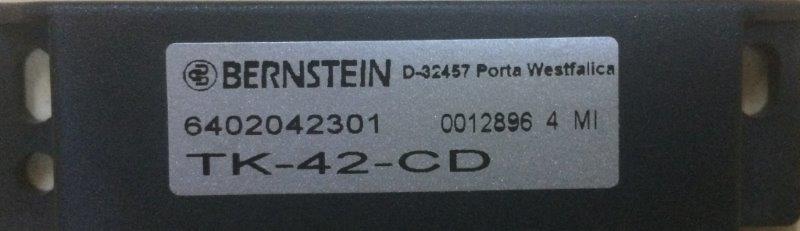 BERNSTEIN D-32457 Porta Westfalica
6402042301 0012896 4 MI
TK-42-CD